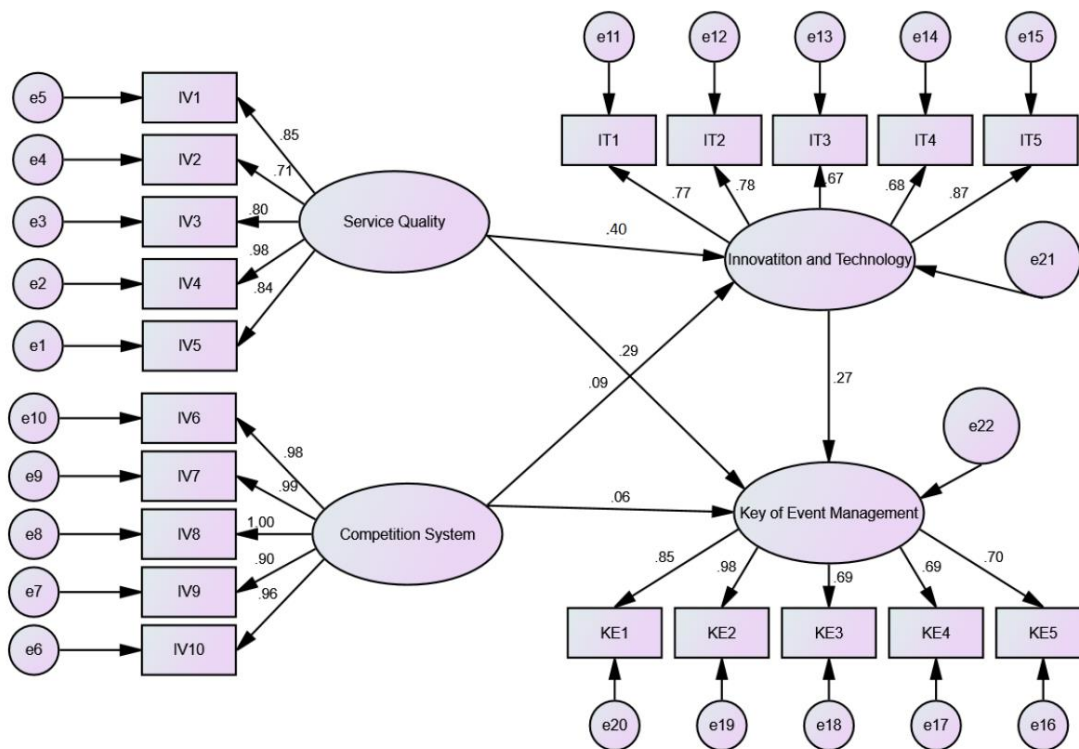 e11
e12
e13
e14
e15
e5
IV1
.85
e4
IV2
.71
e3
IV3
.80
e2
IV4
.98
e1
IV5
.84
Service Quality
IT1
IT2
IT3
IT4
IT5
.77
.78
.67
.68
.87
.40
Innovatiton and Technology
e21
.29
.09
.27
e10
IV6
.98
e9
IV7
.99
e8
IV8
1.00
e7
IV9
.90
e6
IV10
.96
Competition System
.06
e22
Key of Event Management
.85
.98
.69
.69
.70
KE1
KE2
KE3
KE4
KE5
e20
e19
e18
e17
e16